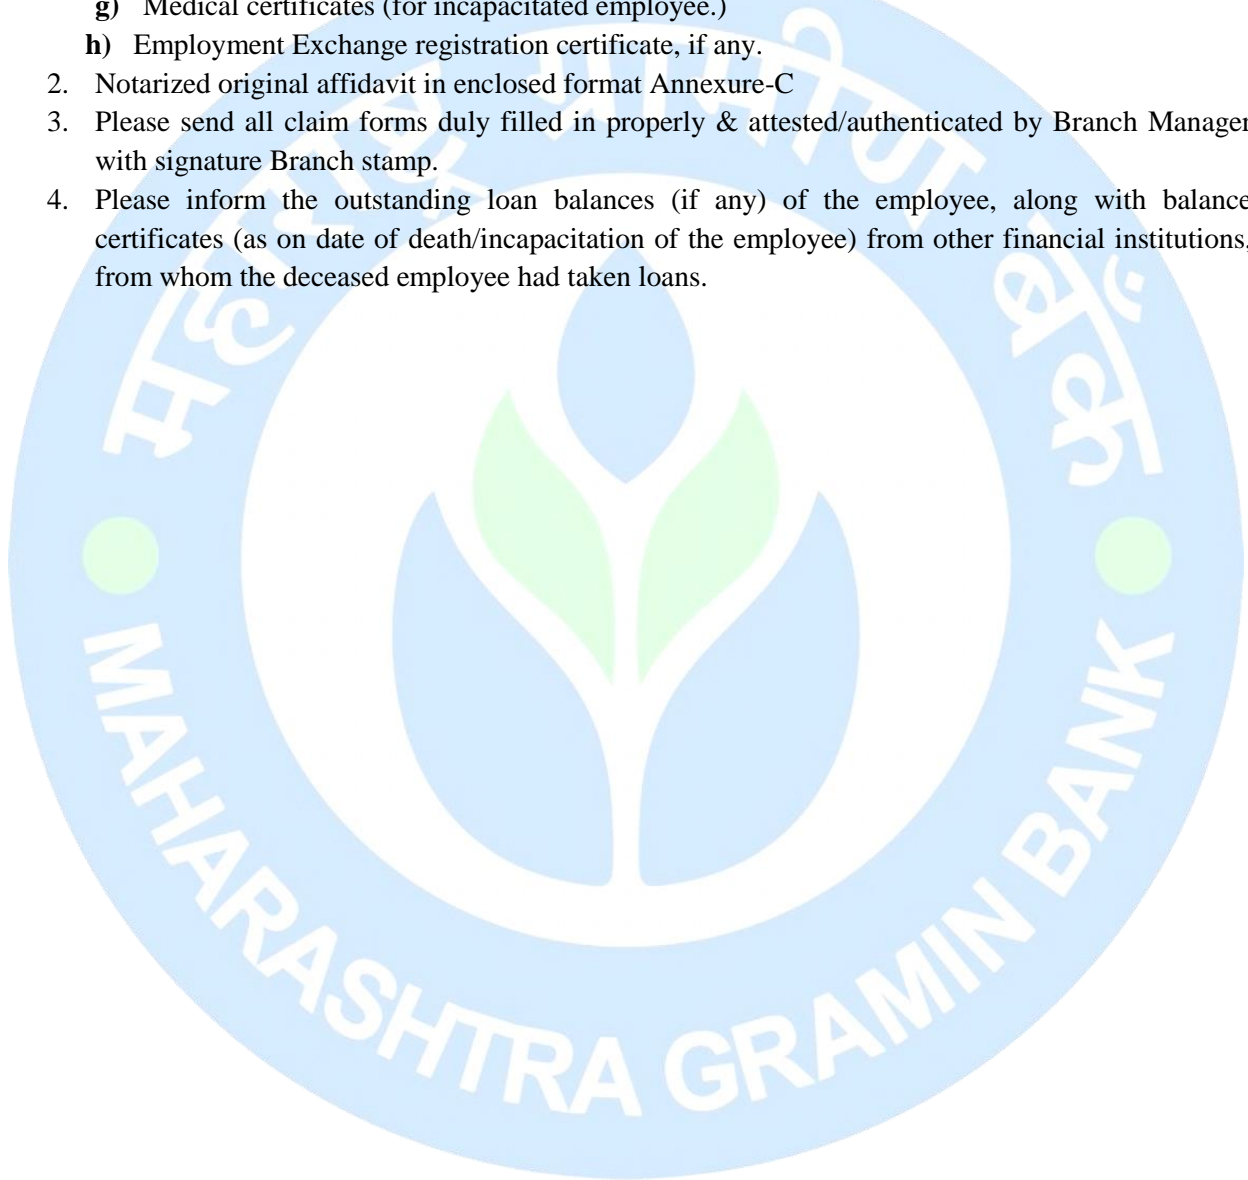 g) Medical certificates (for incapacitated employee.)
h) Employment Exchange registration certificate, if any.
2. Notarized original affidavit in enclosed format Annexure-C
3. Please send all claim forms duly filled in properly & attested/authenticated by Branch Manager
with signature Branch stamp.
4. Please inform the outstanding loan balances (if any) of the employee, along with balance
certificates (as on date of death/incapacitation of the employee) from other financial institutions,
from whom the deceased employee had taken loans.
महाराष्ट्र ग्रामीण बैंक
MAHARASHTRA GRAMIN BANK